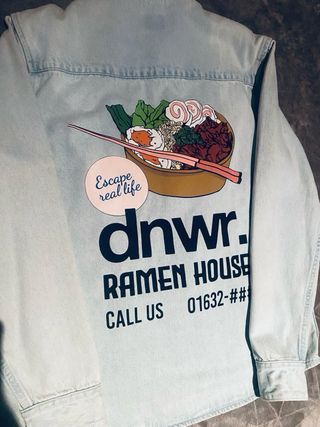 Escape
real life
dnwr.
RAMEN HOUSE
CALL US 01632-##